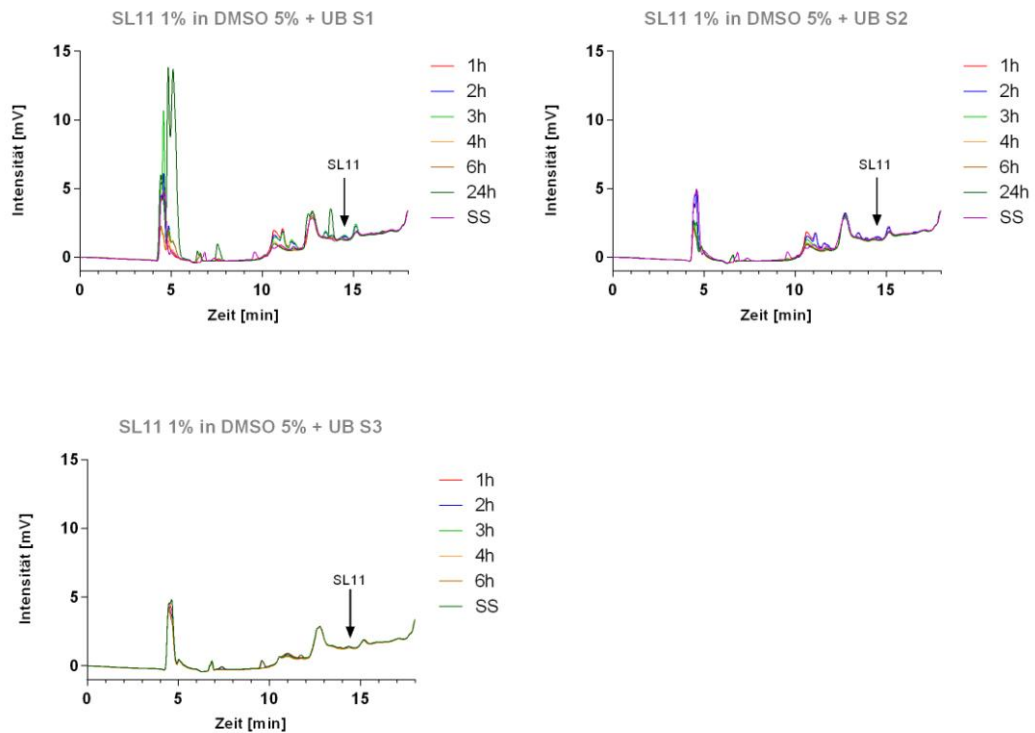 SL11 1% in DMSO 5% + UB S1
15
10
5
0
Intensität [mV]
0 5 10 15
Zeit [min]
SL11
1h
2h
3h
4h
6h
24h
SS
SL11 1% in DMSO 5% + UB S2
15
10
5
0
Intensität [mV]
0 5 10 15
Zeit [min]
SL11
1h
2h
3h
4h
6h
24h
SS
SL11 1% in DMSO 5% + UB S3
15
10
5
0
Intensität [mV]
0 5 10 15
Zeit [min]
SL11
1h
2h
3h
4h
6h
SS